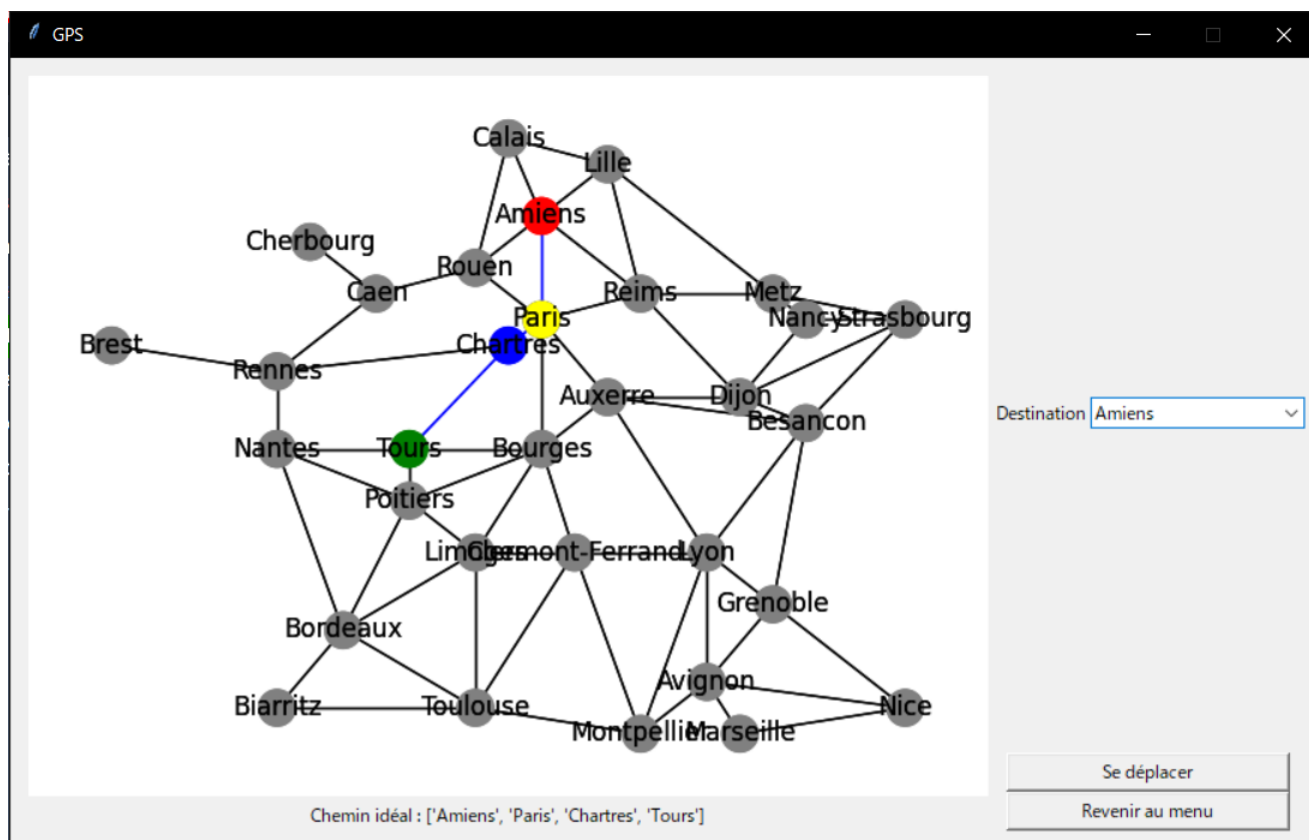 GPS
Calais
Lille
Amiens
Cherbourg
Rouen
Caen
Reims
Metz
Paris
Nancy
Strasbourg
Brest
Chartres
Rennes
Auxerre
Dijon
Besancon
Destination
Amiens
Nantes
Tours
Bourges
Poitiers
Limoges
Clermont-Ferrand
Lyon
Grenoble
Bordeaux
Avignon
Biarritz
Toulouse
Nice
Montpellier
Marseille
Se déplacer
Revenir au menu
Chemin idéal : ['Amiens', 'Paris', 'Chartres', 'Tours']